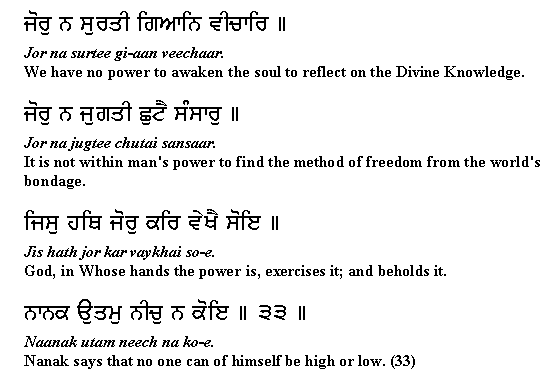 ਜੋਰੁ ਨ ਸੁਰਤੀ ਗਿਆਨਿ ਵੀਚਾਰਿ ॥
Jor na surtee gi-aan veechaar.
We have no power to awaken the soul to reflect on the Divine Knowledge.
ਜੋਰੁ ਨ ਜੁਗਤੀ ਛੁਟੈ ਸੰਸਾਰੁ ॥
Jor na jugtee chutai sansaar.
It is not within man's power to find the method of freedom from the world's
bondage.
ਜਿਸੁ ਹਥਿ ਜੋਰੁ ਕਰਿ ਵੇਖੈ ਸੋਇ ॥
Jis hath jor kar vaykhai so-e.
God, in Whose hands the power is, exercises it; and beholds it.
ਨਾਨਕ ਉਤਮੁ ਨੀਚੁ ਨ ਕੋਇ ॥ ੩੩ ॥
Naanak utam neech na ko-e.
Nanak says that no one can of himself be high or low. (33)